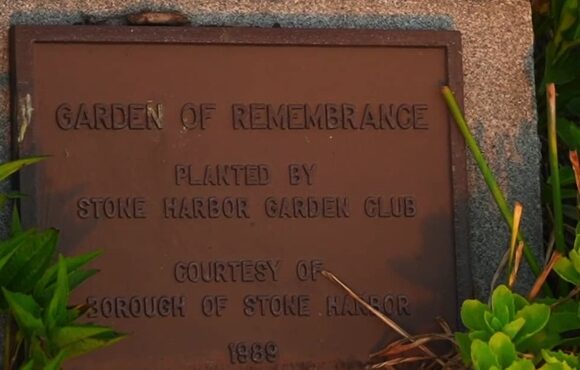 GARDEN OF REMEMBRANCE
PLANTED BY
STONE HARBOR GARDEN CLUB
COURTESY OF
BOROUGH OF STONE HARBOR
1989